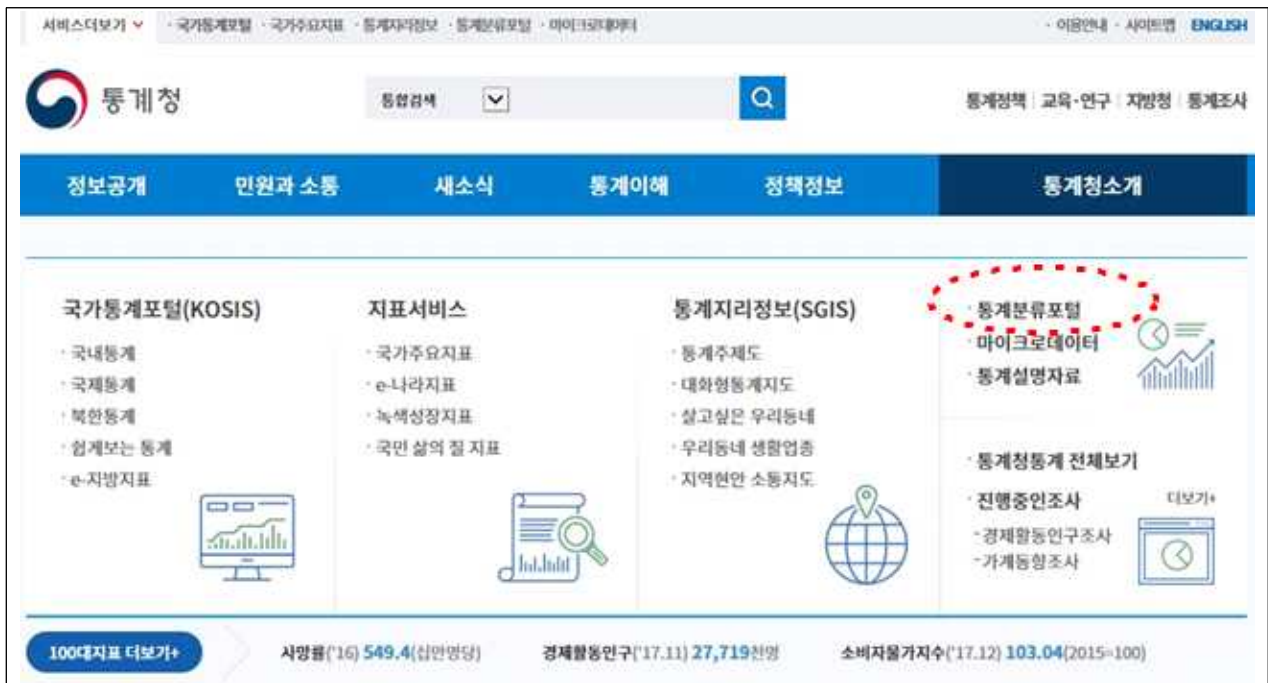 서비스더보기 · 국가통계포털 · 국가주요지표 · 통계지리정보 · 통계분류포털 · 마이크로데이터 · 이용안내 · 사이트맵 ENGLISH
통계청 통합검색 통계정책 교육·연구 지방청 통계조사
정보공개 민원과 소통 새소식 통계이해 정책정보 통계청소개
국가통계포털(KOSIS)
· 국내통계
· 국제통계
· 북한통계
· 쉽게보는 통계
· e-지방지표
지표서비스
· 국가주요지표
· e-나라지표
· 녹색성장지표
· 국민 삶의 질 지표
통계지리정보(SGIS)
· 통계주제도
· 대화형통계지도
· 살고싶은 우리동네
· 우리동네 생활업종
· 지역현안 소통지도
· 통계분류포털
· 마이크로데이터
· 통계설명자료
· 통계청통계 전체보기
· 진행중인조사 더보기+
-경제활동인구조사
-가계동향조사
100대지표 더보기+ 사망률('16) 549.4(십만명당) 경제활동인구('17.11) 27,719천명 소비자물가지수('17.12) 103.04(2015=100)